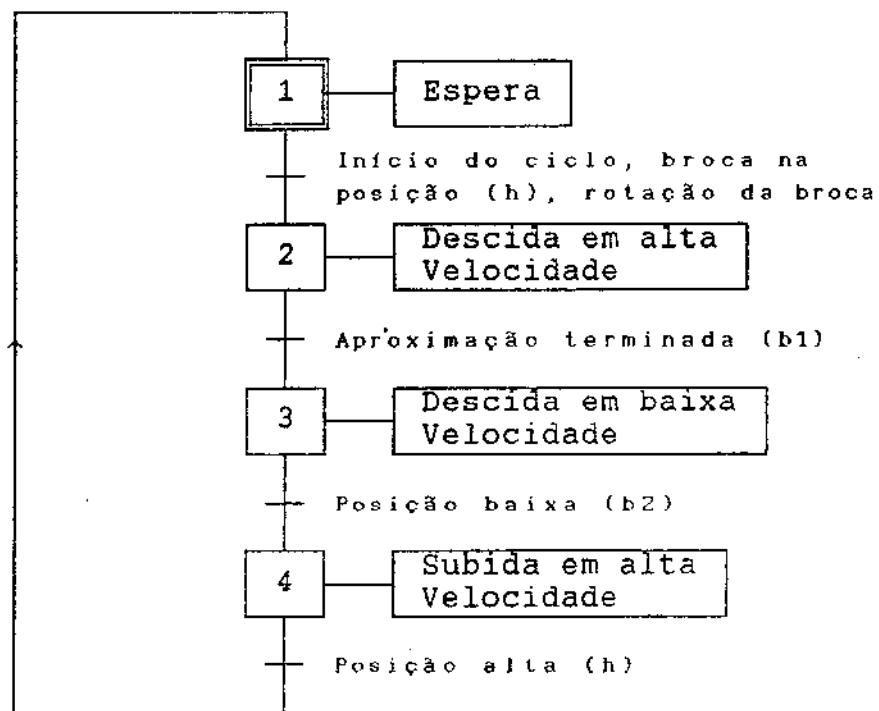 1
Espera
Início do ciclo, broca na
posição (h), rotação da broca
2
Descida em alta
Velocidade
Aproximação terminada (b1)
3
Descida em baixa
Velocidade
Posição baixa (b2)
4
Subida em alta
Velocidade
Posição alta (h)